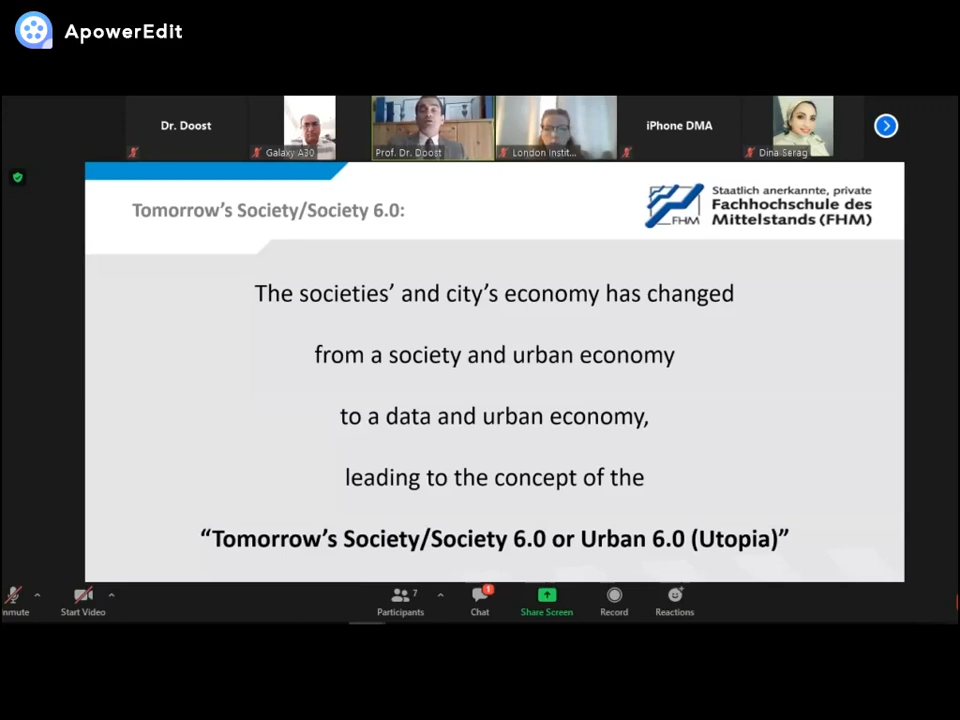 ApowerEdit
Dr. Doost
Galaxy A30
Prof. Dr. Doost
London Instit...
iPhone DMA
Dina Serag
Tomorrow's Society/Society 6.0:
FHM
Staatlich anerkannte, private
Fachhochschule des
Mittelstands (FHM)
The societies' and city's economy has changed
from a society and urban economy
to a data and urban economy,
leading to the concept of the
“Tomorrow's Society/Society 6.0 or Urban 6.0 (Utopia)”
nmute
Start Video
Participants
7
Chat
1
Share Screen
Record
Reactions